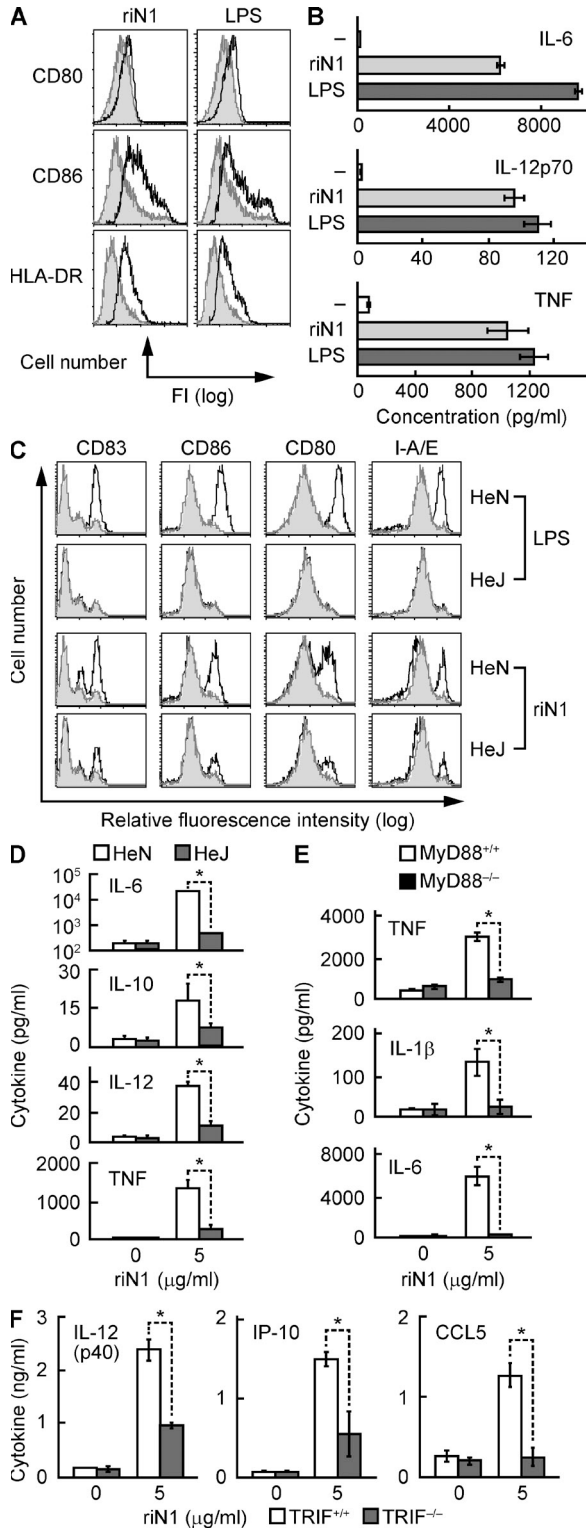 A
riN1 LPS
CD80
CD86
HLA-DR
Cell number
FI (log)
B
IL-6
–
riN1
LPS
0 4000 8000
IL-12p70
–
riN1
LPS
0 40 80 120
TNF
–
riN1
LPS
0 400 800 1200
Concentration (pg/ml)
C
CD83 CD86 CD80 I-A/E
HeN
LPS
HeJ
HeN
riN1
HeJ
Cell number
Relative fluorescence intensity (log)
D
HeN HeJ
Cytokine (pg/ml)
IL-6
*
10⁵
10⁴
10³
10²
IL-10
*
30
15
0
IL-12
*
40
20
0
TNF
*
2000
1000
0
0 5
riN1 (μg/ml)
E
MyD88⁺/⁺
MyD88⁻/⁻
Cytokine (pg/ml)
TNF
*
4000
2000
0
IL-1β
*
200
100
0
IL-6
*
8000
4000
0
0 5
riN1 (μg/ml)
F
Cytokine (ng/ml)
IL-12
(p40)
*
3
2
1
0
0 5
IP-10
*
2
1
0
0 5
CCL5
*
2
1
0
0 5
riN1 (μg/ml) TRIF⁺/⁺ TRIF⁻/⁻